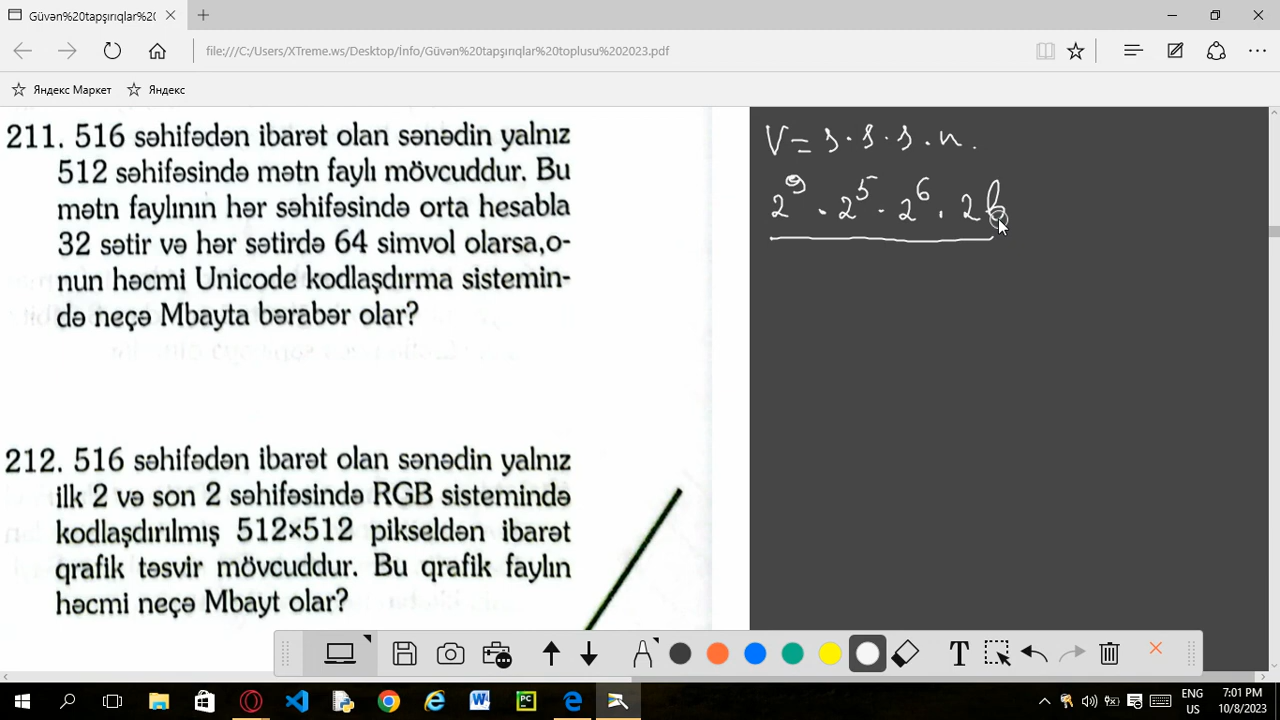 Güvən%20tapşırıqlar%20
file:///C:/Users/XTreme.ws/Desktop/İnfo/Güvən%20tapşırıqlar%20toplusu%202023.pdf
Яндекс Маркет
Яндекс
211. 516 səhifədən ibarət olan sənədin yalnız
512 səhifəsində mətn faylı mövcuddur. Bu
mətn faylının hər səhifəsində orta hesabla
32 sətir və hər sətirdə 64 simvol olarsa,o-
nun həcmi Unicode kodlaşdırma sistemin-
də neçə Mbayta bərabər olar?
212. 516 səhifədən ibarət olan sənədin yalnız
ilk 2 və son 2 səhifəsində RGB sistemində
kodlaşdırılmış 512×512 pikseldən ibarət
qrafik təsvir mövcuddur. Bu qrafik faylın
həcmi neçə Mbayt olar?
V = s · s · s · n.
2⁹ · 2⁵ · 2⁶ · 2b
T
ENG
US
7:01 PM
10/8/2023